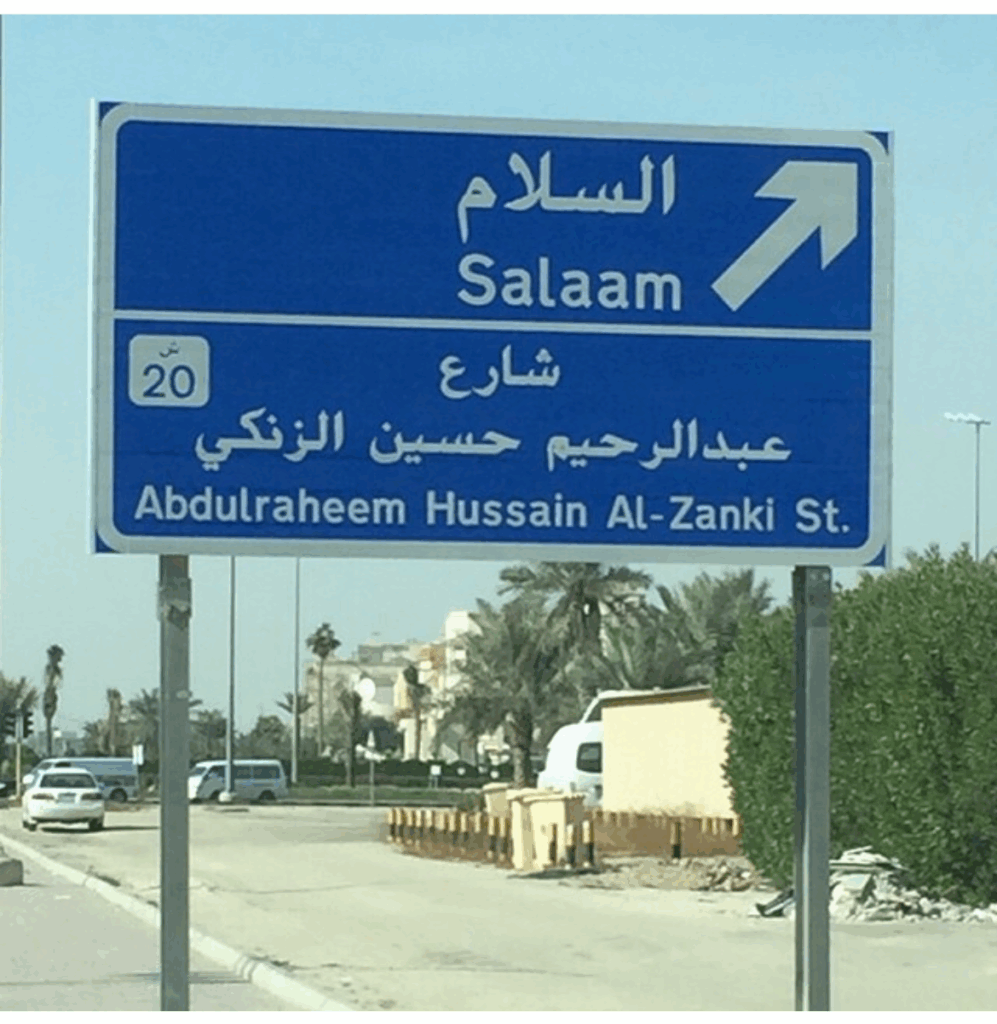 السلام
Salaam
ش
20
شارع
عبدالرحيم حسين الزنكي
Abdulraheem Hussain Al-Zanki St.